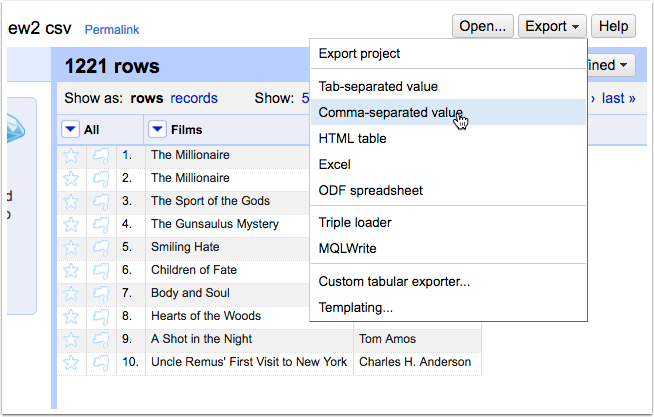 ew2 csv Permalink Open... Export Help
1221 rows
fined
Show as: rows records Show: 5
› last »
All Films
1. The Millionaire
2. The Millionaire
3. The Sport of the Gods
4. The Gunsaulus Mystery
5. Smiling Hate
6. Children of Fate
7. Body and Soul
8. Hearts of the Woods
9. A Shot in the Night Tom Amos
10. Uncle Remus' First Visit to New York Charles H. Anderson
Export project
Tab-separated value
Comma-separated value
HTML table
Excel
ODF spreadsheet
Triple loader
MQLWrite
Custom tabular exporter...
Templating...
d
o